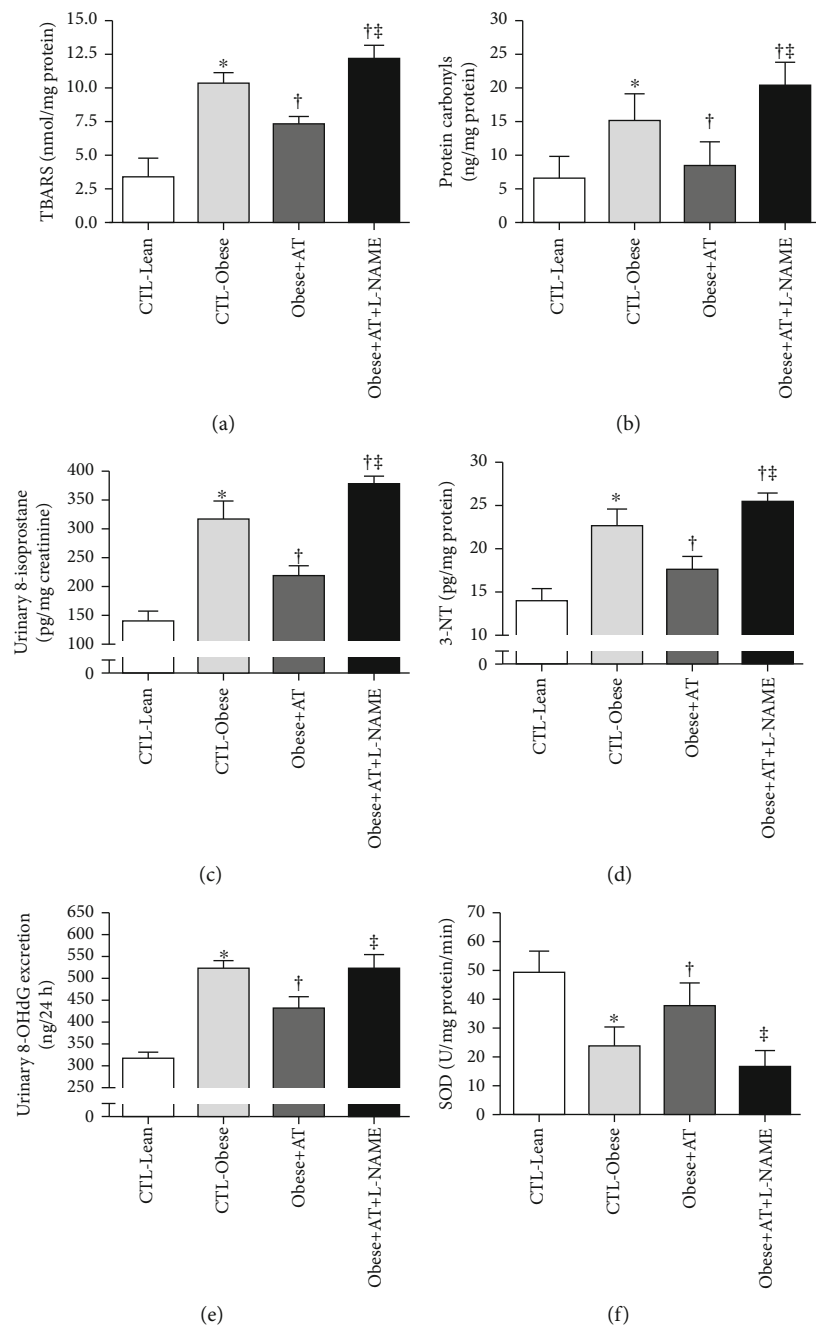 TBARS (nmol/mg protein)
15.0
12.5
10.0
7.5
5.0
2.5
0.0
*
†
†‡
CTL-Lean
CTL-Obese
Obese+AT
Obese+AT+L-NAME
(a)
Protein carbonyls
(ng/mg protein)
30
25
20
15
10
5
0
*
†
†‡
CTL-Lean
CTL-Obese
Obese+AT
Obese+AT+L-NAME
(b)
Urinary 8-isoprostane
(pg/mg creatinine)
400
350
300
250
200
150
100
0
*
†
†‡
CTL-Lean
CTL-Obese
Obese+AT
Obese+AT+L-NAME
(c)
3-NT (pg/mg protein)
30
25
20
15
10
0
*
†
†‡
CTL-Lean
CTL-Obese
Obese+AT
Obese+AT+L-NAME
(d)
Urinary 8-OHdG excretion
(ng/24 h)
650
600
550
500
450
400
350
300
250
0
*
†
‡
CTL-Lean
CTL-Obese
Obese+AT
Obese+AT+L-NAME
(e)
SOD (U/mg protein/min)
70
60
50
40
30
20
10
0
*
†
‡
CTL-Lean
CTL-Obese
Obese+AT
Obese+AT+L-NAME
(f)